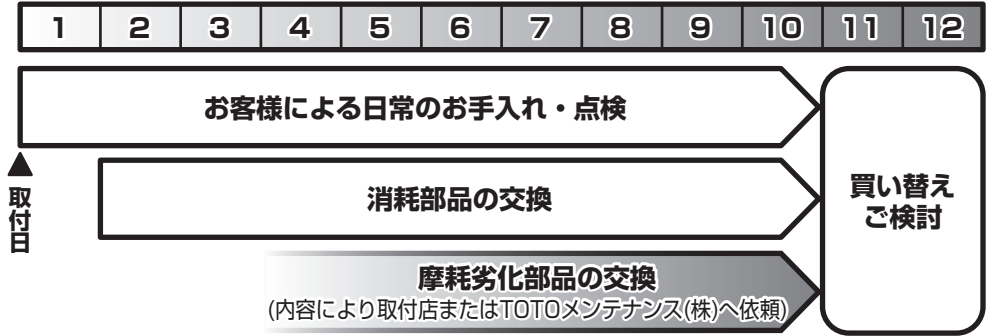 1 2 3 4 5 6 7 8 9 10 11 12
お客様による日常のお手入れ・点検
取付日
消耗部品の交換
買い替え
ご検討
摩耗劣化部品の交換
(内容により取付店またはTOTOメンテナンス(株)へ依頼)